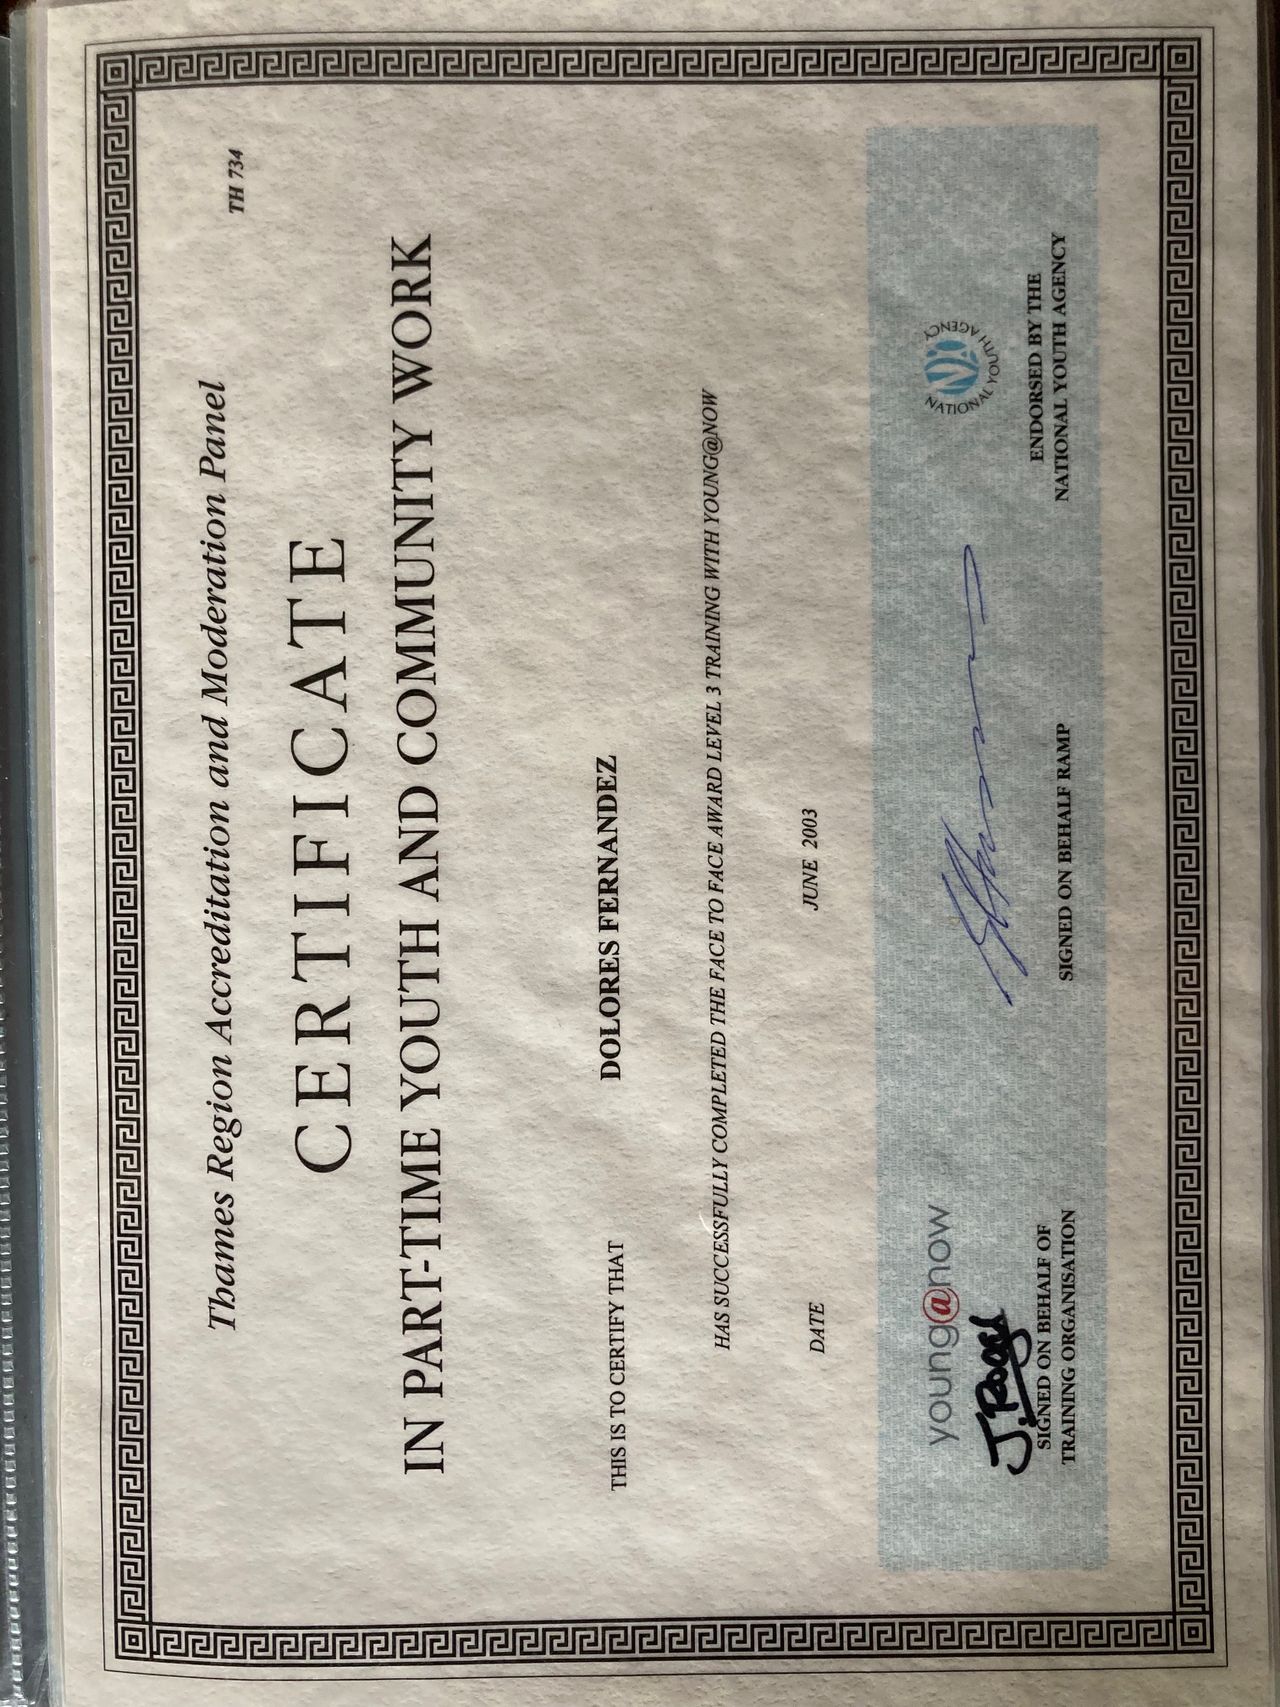 Thames Region Accreditation and Moderation Panel
TH 734
CERTIFICATE
IN PART-TIME YOUTH AND COMMUNITY WORK
THIS IS TO CERTIFY THAT DOLORES FERNANDEZ
HAS SUCCESSFULLY COMPLETED THE FACE TO FACE AWARD LEVEL 3 TRAINING WITH YOUNG@NOW
DATE JUNE 2003
young@now
J.
SIGNED ON BEHALF OF
TRAINING ORGANISATION
SIGNED ON BEHALF RAMP
NATIONAL YOUTH AGENCY
ENDORSED BY THE
NATIONAL YOUTH AGENCY